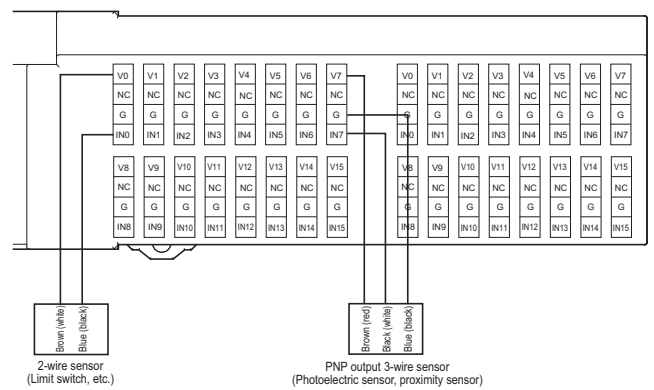 V0 V1 V2 V3 V4 V5 V6 V7 V0 V1 V2 V3 V4 V5 V6 V7
NC NC NC NC NC NC NC NC NC NC NC NC NC NC NC NC
G G G G G G G G G G G G G G G G
IN0 IN1 IN2 IN3 IN4 IN5 IN6 IN7 IN0 IN1 IN2 IN3 IN4 IN5 IN6 IN7
V8 V9 V10 V11 V12 V13 V14 V15 V8 V9 V10 V11 V12 V13 V14 V15
NC NC NC NC NC NC NC NC NC NC NC NC NC NC NC NC
G G G G G G G G G G G G G G G G
IN8 IN9 IN10 IN11 IN12 IN13 IN14 IN15 IN8 IN9 IN10 IN11 IN12 IN13 IN14 IN15
Brown (white)
Blue (black)
2-wire sensor
(Limit switch, etc.)
Brown (red)
Black (white)
Blue (black)
PNP output 3-wire sensor
(Photoelectric sensor, proximity sensor)